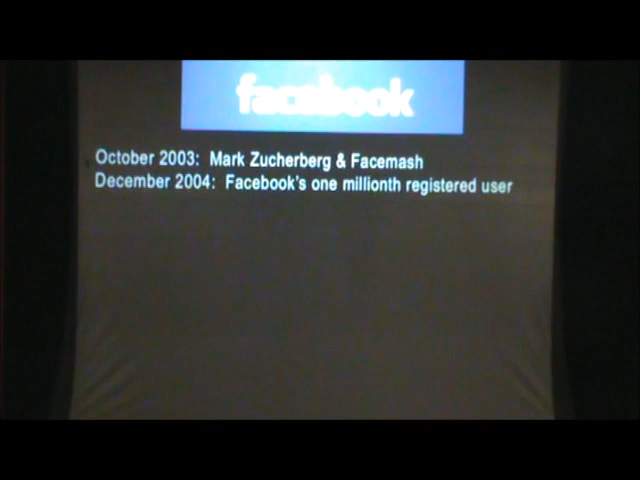 facebook
October 2003: Mark Zucherberg & Facemash
December 2004: Facebook's one millionth registered user